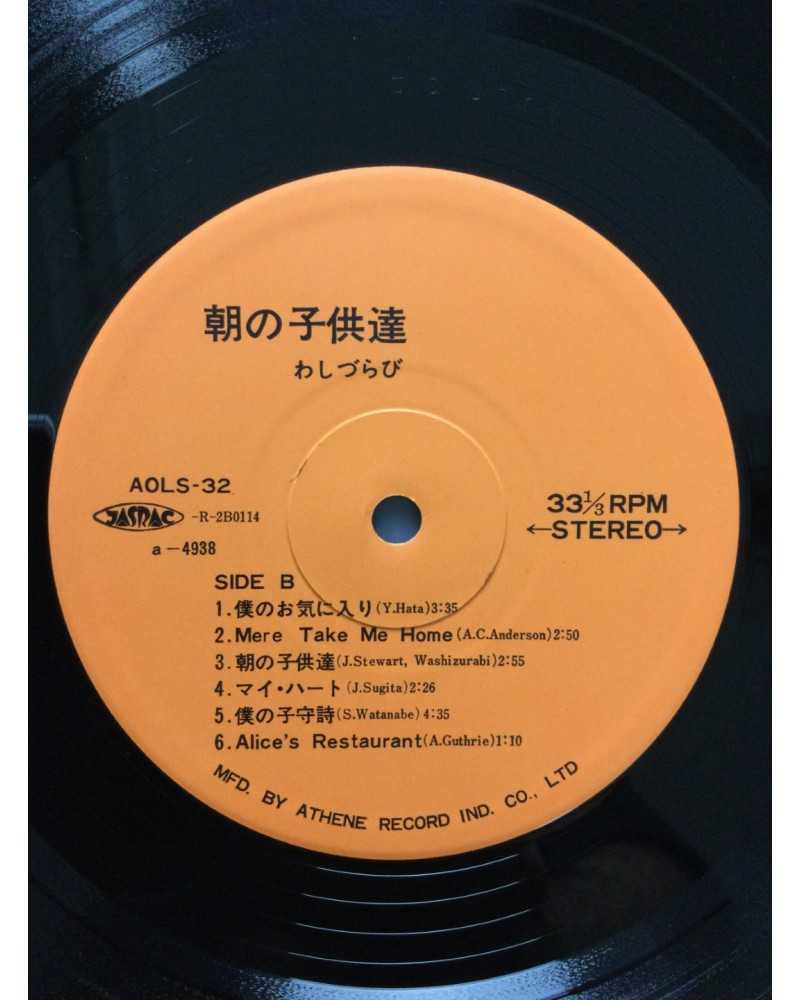 朝の子供達
わしづらび
AOLS-32
JASRAC -R-2B0114
a-4938
33⅓RPM
←STEREO→
SIDE B
1.僕のお気に入り(Y.Hata)3:35
2.Mere Take Me Home(A.C.Anderson)2:50
3.朝の子供達(J.Stewart, Washizurabi)2:55
4.マイ・ハート(J.Sugita)2:26
5.僕の子守詩(S.Watanabe)4:35
6.Alice's Restaurant(A.Guthrie)1:10
MFD. BY ATHENE RECORD IND. CO., LTD